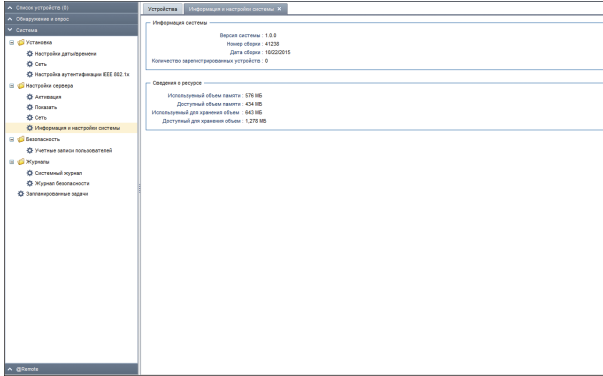 Список устройств (0)
Обнаружение и опрос
Система
Установка
Настройки даты/времени
Сеть
Настройка аутентификации IEEE 802.1x
Настройки сервера
Активация
Показать
Сеть
Информация и настройки системы
Безопасность
Учетные записи пользователей
Журналы
Системный журнал
Журнал безопасности
Запланированные задачи
@Remote
Устройства
Информация и настройки системы
Информация системы
Версия системы : 1.0.0
Номер сборки : 41238
Дата сборки : 10/22/2015
Количество зарегистрированных устройств : 0
Сведения о ресурсе
Используемый объем памяти : 576 МБ
Доступный объем памяти : 434 МБ
Используемый для хранения объем : 643 МБ
Доступный для хранения объем : 1,278 МБ